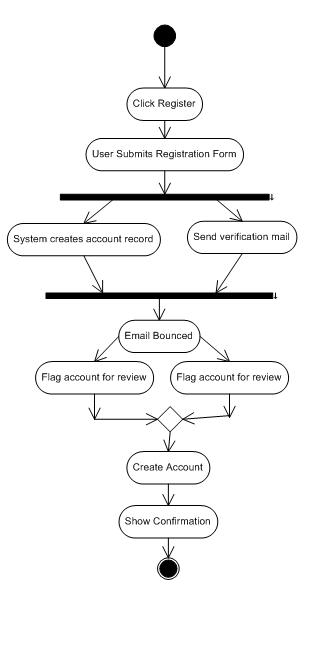 Click Register
User Submits Registration Form
System creates account record
Send verification mail
Email Bounced
Flag account for review
Flag account for review
Create Account
Show Confirmation